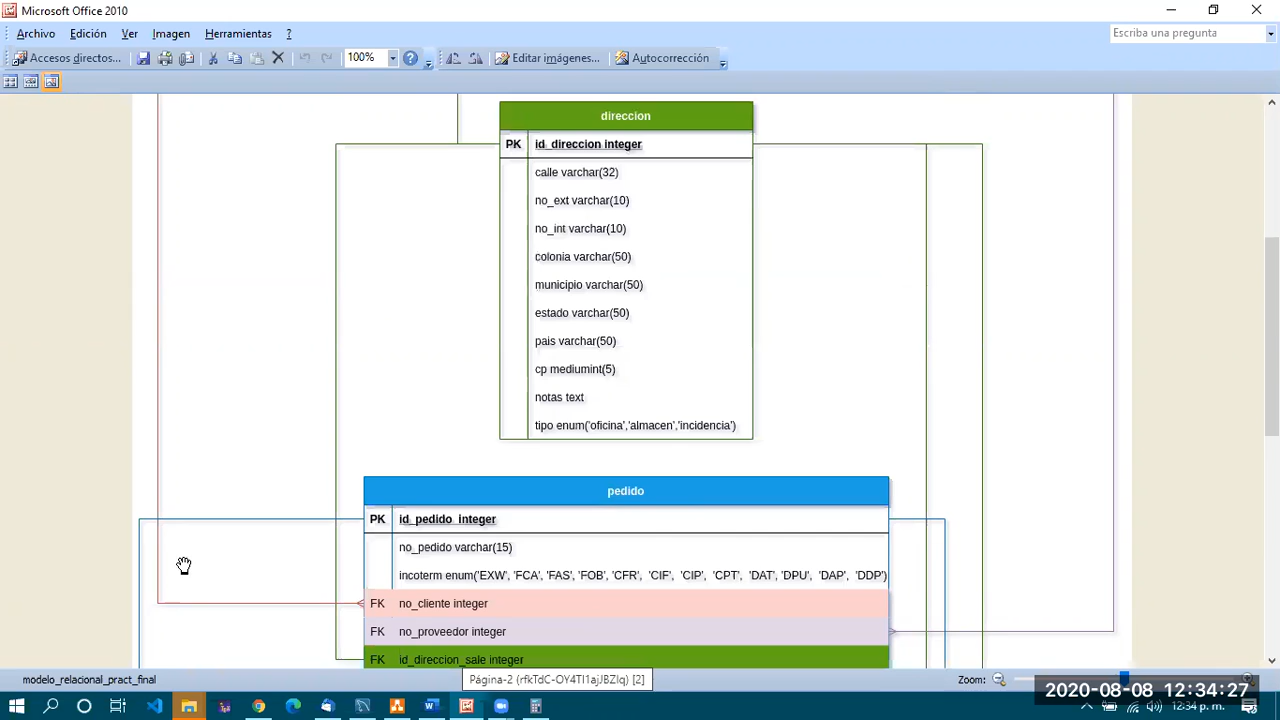 Microsoft Office 2010
Archivo Edición Ver Imagen Herramientas ?
Escriba una pregunta
Accesos directos... 100% Editar imágenes... Autocorrección
direccion
PK id_direccion integer
calle varchar(32)
no_ext varchar(10)
no_int varchar(10)
colonia varchar(50)
municipio varchar(50)
estado varchar(50)
pais varchar(50)
cp mediumint(5)
notas text
tipo enum('oficina','almacen','incidencia')
pedido
PK id_pedido integer
no_pedido varchar(15)
incoterm enum('EXW', 'FCA', 'FAS', 'FOB', 'CFR', 'CIF', 'CIP', 'CPT', 'DAT', 'DPU', 'DAP', 'DDP')
FK no_cliente integer
FK no_proveedor integer
FK id_direccion_sale integer
modelo_relacional_pract_final
Página-2 (rfkTdC-OY4TI1ajJBZIq) [2]
Zoom:
2020-08-08 12:34:27
12:34 p. m.